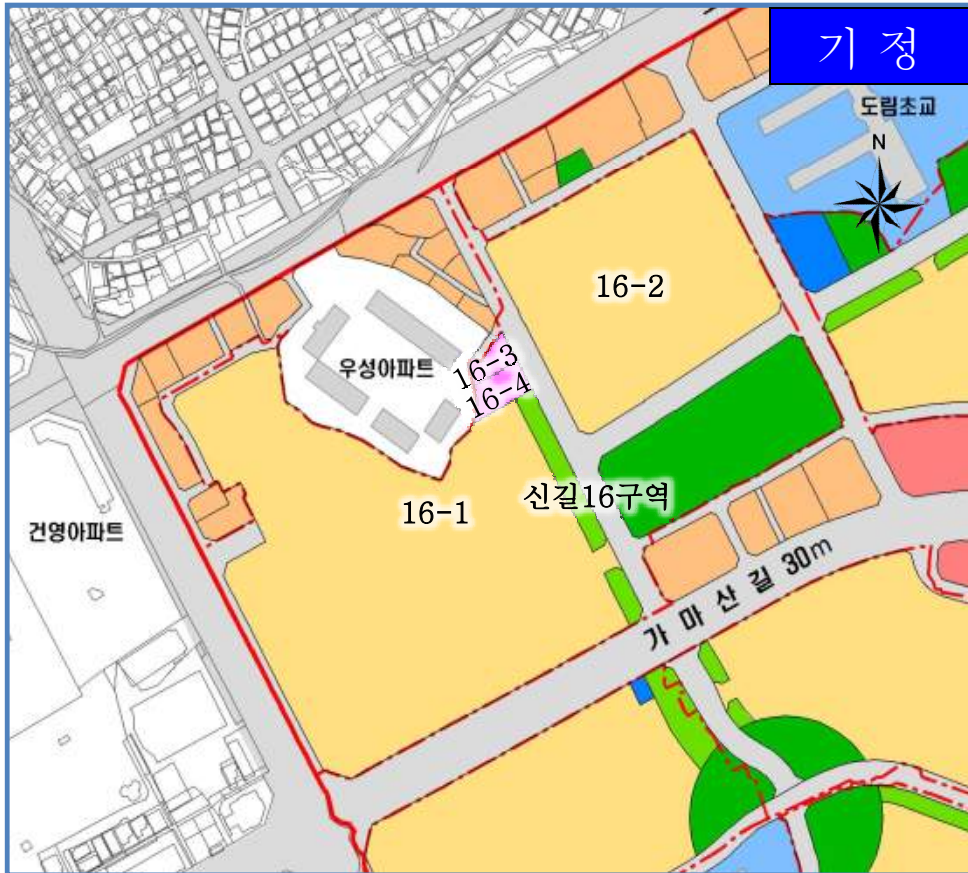 기 정
도림초교
N
16-2
우성아파트
16-3
16-4
16-1
신길16구역
건영아파트
가 마 산 길 30m